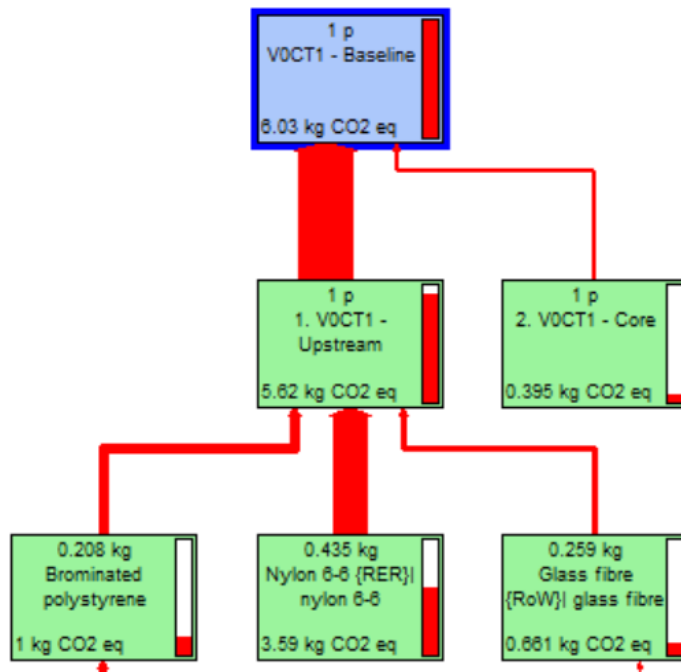 1 p
V0CT1 - Baseline
6.03 kg CO2 eq
1 p
1. V0CT1 -
Upstream
5.62 kg CO2 eq
1 p
2. V0CT1 - Core
0.395 kg CO2 eq
0.208 kg
Brominated
polystyrene
1 kg CO2 eq
0.435 kg
Nylon 6-6 {RER}|
nylon 6-6
3.59 kg CO2 eq
0.259 kg
Glass fibre
{RoW}| glass fibre
0.661 kg CO2 eq